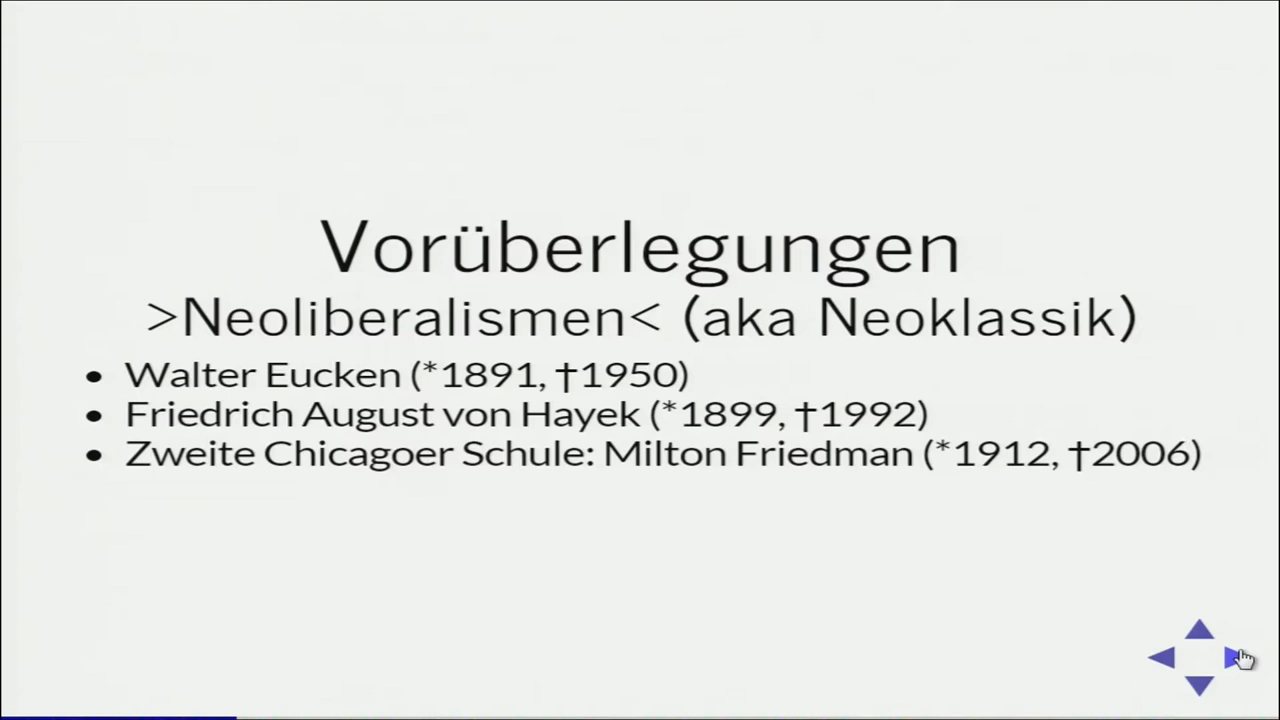 Vorüberlegungen
>Neoliberalismen< (aka Neoklassik)
• Walter Eucken (*1891, †1950)
• Friedrich August von Hayek (*1899, †1992)
• Zweite Chicagoer Schule: Milton Friedman (*1912, †2006)